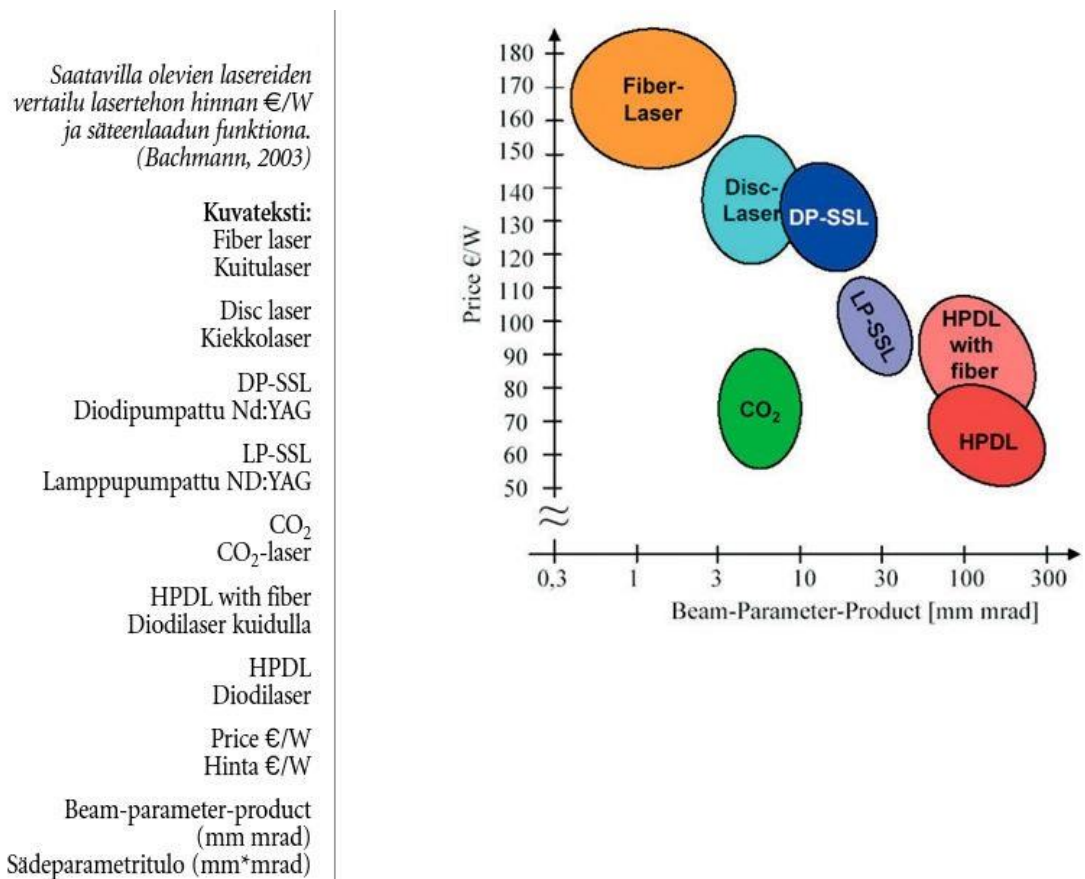 Saatavilla olevien lasereiden
vertailu lasertehon hinnan €/W
ja säteenlaadun funktiona.
(Bachmann, 2003)
Kuvateksti:
Fiber laser
Kuitulaser
Disc laser
Kiekkolaser
DP-SSL
Diodipumpattu Nd:YAG
LP-SSL
Lamppupumpattu ND:YAG
CO₂
CO₂-laser
HPDL with fiber
Diodilaser kuidulla
HPDL
Diodilaser
Price €/W
Hinta €/W
Beam-parameter-product
(mm mrad)
Sädeparametritulo (mm*mrad)
Price €/W
180
170
160
150
140
130
120
110
100
90
80
70
60
50
Fiber-
Laser
Disc-
Laser
DP-SSL
LP-SSL
HPDL
with
fiber
CO₂
HPDL
0,3 1 3 10 30 100 300
Beam-Parameter-Product [mm mrad]